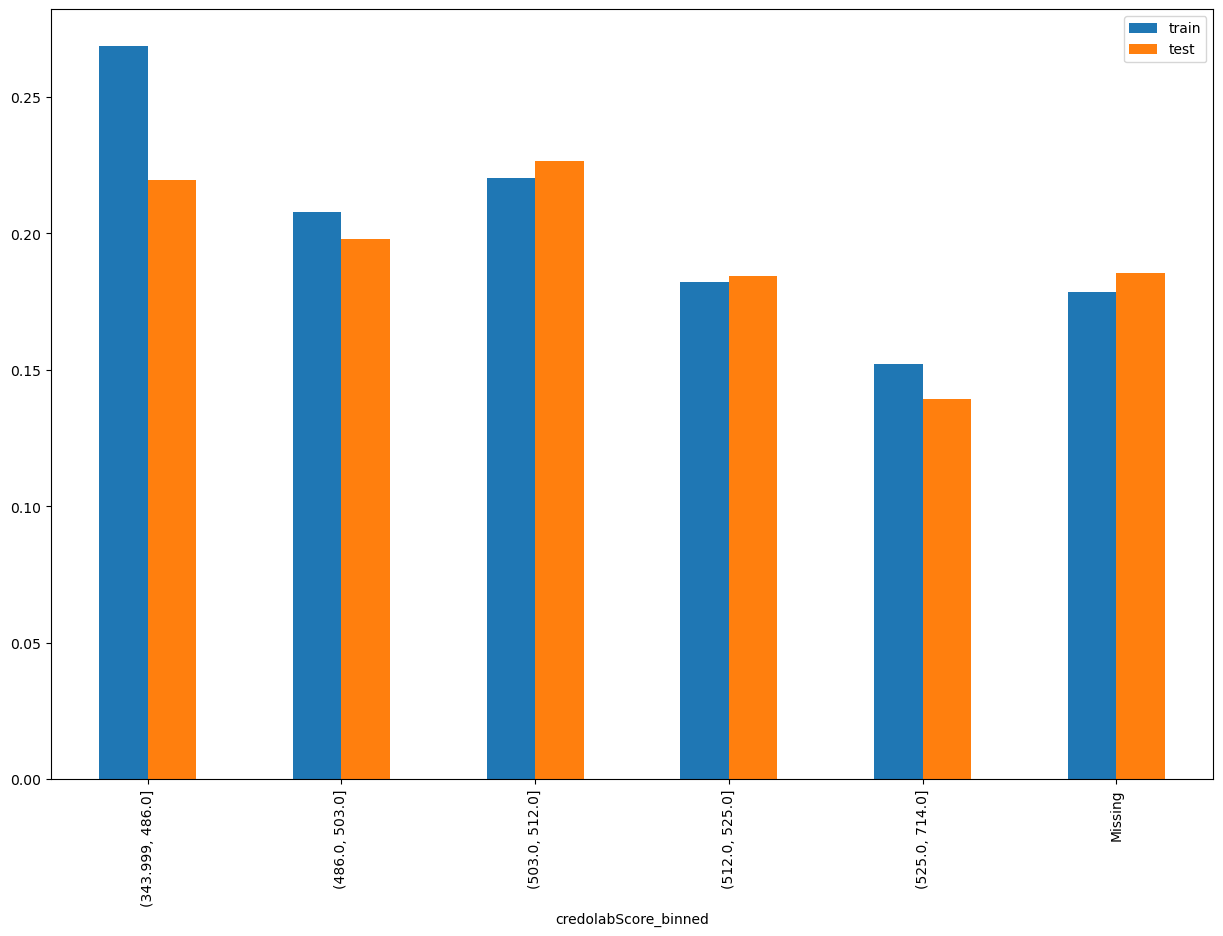 train
test
0.25
0.20
0.15
0.10
0.05
0.00
(343.999, 486.0]
(486.0, 503.0]
(503.0, 512.0]
(512.0, 525.0]
(525.0, 714.0]
Missing
credolabScore_binned